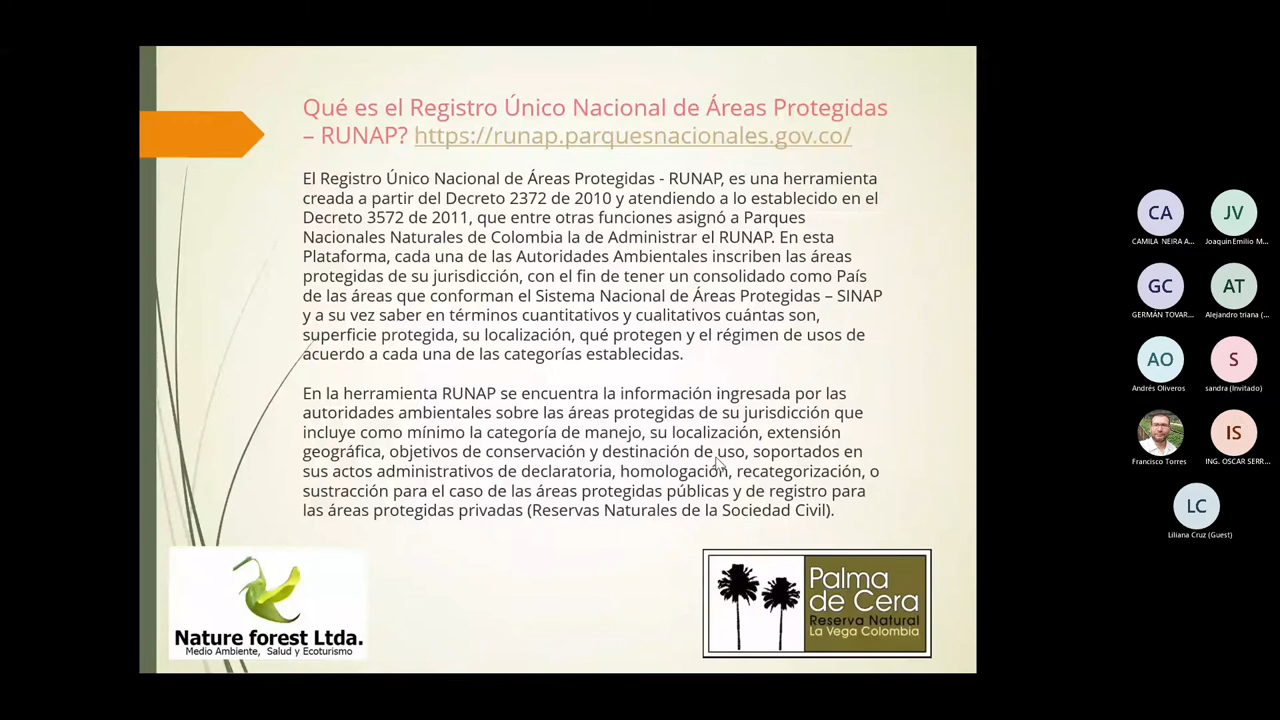 Qué es el Registro Único Nacional de Áreas Protegidas
– RUNAP? https://runap.parquesnacionales.gov.co/
El Registro Único Nacional de Áreas Protegidas - RUNAP, es una herramienta
creada a partir del Decreto 2372 de 2010 y atendiendo a lo establecido en el
Decreto 3572 de 2011, que entre otras funciones asignó a Parques
Nacionales Naturales de Colombia la de Administrar el RUNAP. En esta
Plataforma, cada una de las Autoridades Ambientales inscriben las áreas
protegidas de su jurisdicción, con el fin de tener un consolidado como País
de las áreas que conforman el Sistema Nacional de Áreas Protegidas – SINAP
y a su vez saber en términos cuantitativos y cualitativos cuántas son,
superficie protegida, su localización, qué protegen y el régimen de usos de
acuerdo a cada una de las categorías establecidas.
En la herramienta RUNAP se encuentra la información ingresada por las
autoridades ambientales sobre las áreas protegidas de su jurisdicción que
incluye como mínimo la categoría de manejo, su localización, extensión
geográfica, objetivos de conservación y destinación de uso, soportados en
sus actos administrativos de declaratoria, homologación, recategorización, o
sustracción para el caso de las áreas protegidas públicas y de registro para
las áreas protegidas privadas (Reservas Naturales de la Sociedad Civil).
Nature forest Ltda.
Medio Ambiente, Salud y Ecoturismo
Palma
de Cera
Reserva Natural
La Vega Colombia
CA
CAMILA NEIRA A...
JV
Joaquin Emilio M...
GC
GERMÁN TOVAR...
AT
Alejandro triana (...
AO
Andrés Oliveros
S
sandra (Invitado)
Francisco Torres
IS
ING. OSCAR SERR...
LC
Liliana Cruz (Guest)